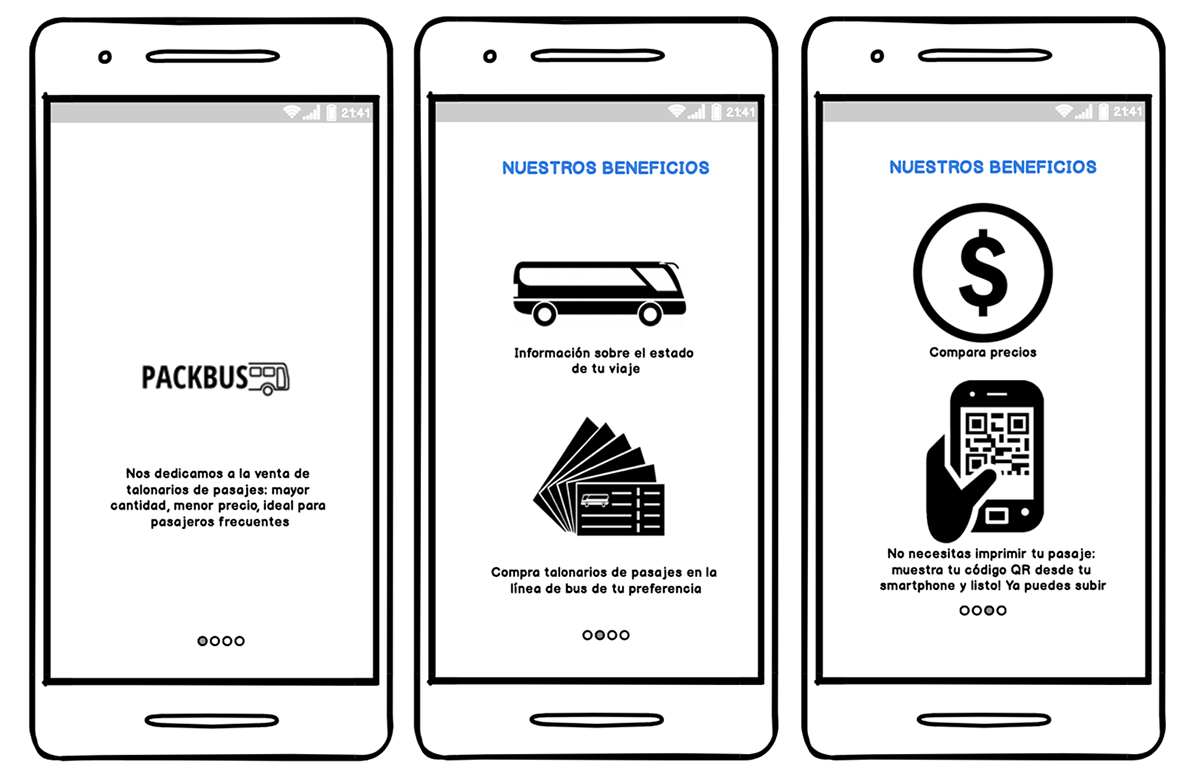 21:41
PACKBUS
Nos dedicamos a la venta de
talonarios de pasajes: mayor
cantidad, menor precio, ideal para
pasajeros frecuentes
21:41
NUESTROS BENEFICIOS
Información sobre el estado
de tu viaje
Compra talonarios de pasajes en la
línea de bus de tu preferencia
21:41
NUESTROS BENEFICIOS
$
Compara precios
No necesitas imprimir tu pasaje:
muestra tu código QR desde tu
smartphone y listo! Ya puedes subir